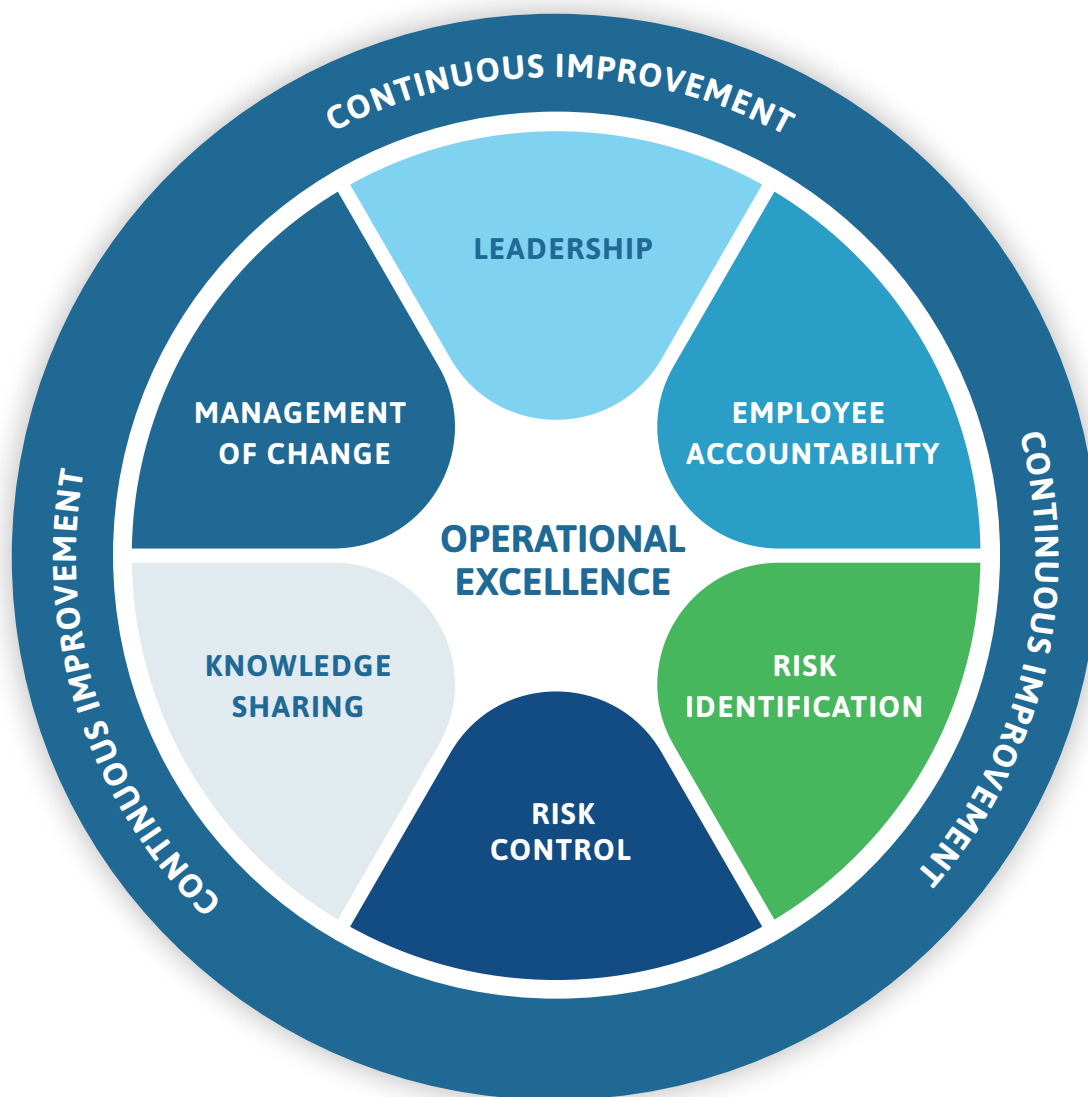 CONTINUOUS IMPROVEMENT
LEADERSHIP
MANAGEMENT
OF CHANGE
EMPLOYEE
ACCOUNTABILITY
OPERATIONAL
EXCELLENCE
KNOWLEDGE
SHARING
RISK
IDENTIFICATION
RISK
CONTROL
CONTINUOUS IMPROVEMENT
CONTINUOUS IMPROVEMENT